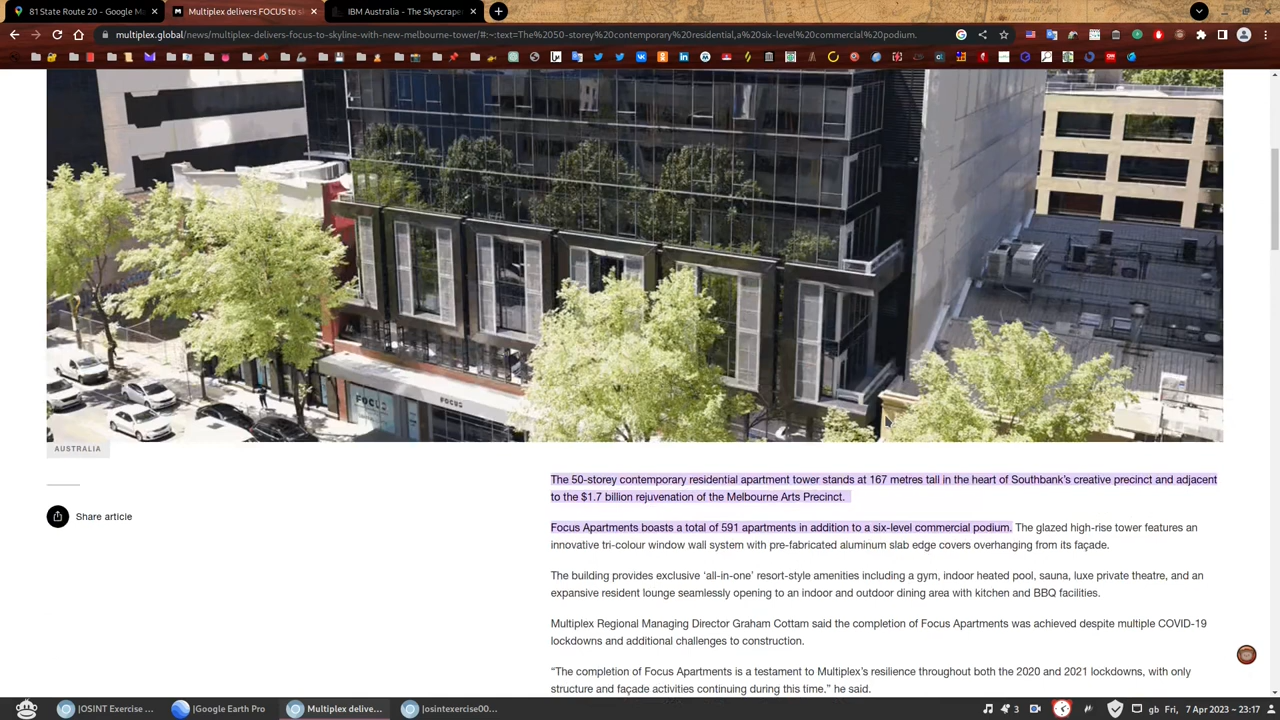 81 State Route 20 - Google M
Multiplex delivers FOCUS to sk
IBM Australia - The Skyscraper
multiplex.global/news/multiplex-delivers-focus-to-skyline-with-new-melbourne-tower/#:~:text=The%2050-storey%20contemporary%20residential,a%20six-level%20commercial%20podium.
FOCUS
FOCUS
AUSTRALIA
Share article
The 50-storey contemporary residential apartment tower stands at 167 metres tall in the heart of Southbank's creative precinct and adjacent
to the $1.7 billion rejuvenation of the Melbourne Arts Precinct.
Focus Apartments boasts a total of 591 apartments in addition to a six-level commercial podium. The glazed high-rise tower features an
innovative tri-colour window wall system with pre-fabricated aluminum slab edge covers overhanging from its façade.
The building provides exclusive ‘all-in-one’ resort-style amenities including a gym, indoor heated pool, sauna, luxe private theatre, and an
expansive resident lounge seamlessly opening to an indoor and outdoor dining area with kitchen and BBQ facilities.
Multiplex Regional Managing Director Graham Cottam said the completion of Focus Apartments was achieved despite multiple COVID-19
lockdowns and additional challenges to construction.
“The completion of Focus Apartments is a testament to Multiplex’s resilience throughout both the 2020 and 2021 lockdowns, with only
structure and façade activities continuing during this time.” he said.
|OSINT Exercise ...
|Google Earth Pro
Multiplex delive...
|osintexercise00...
3
gb Fri, 7 Apr 2023 ~ 23:17